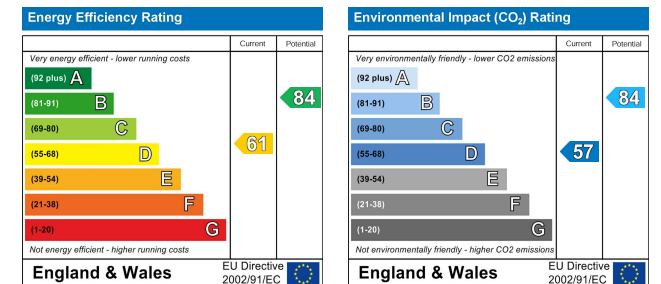 Energy Efficiency Rating
Current Potential
Very energy efficient - lower running costs
(92 plus) A
(81-91) B
84
(69-80) C
61
(55-68) D
(39-54) E
(21-38) F
(1-20) G
Not energy efficient - higher running costs
England & Wales
EU Directive
2002/91/EC
Environmental Impact (CO₂) Rating
Current Potential
Very environmentally friendly - lower CO2 emissions
(92 plus) A
(81-91) B
84
(69-80) C
(55-68) D
57
(39-54) E
(21-38) F
(1-20) G
Not environmentally friendly - higher CO2 emissions
England & Wales
EU Directive
2002/91/EC